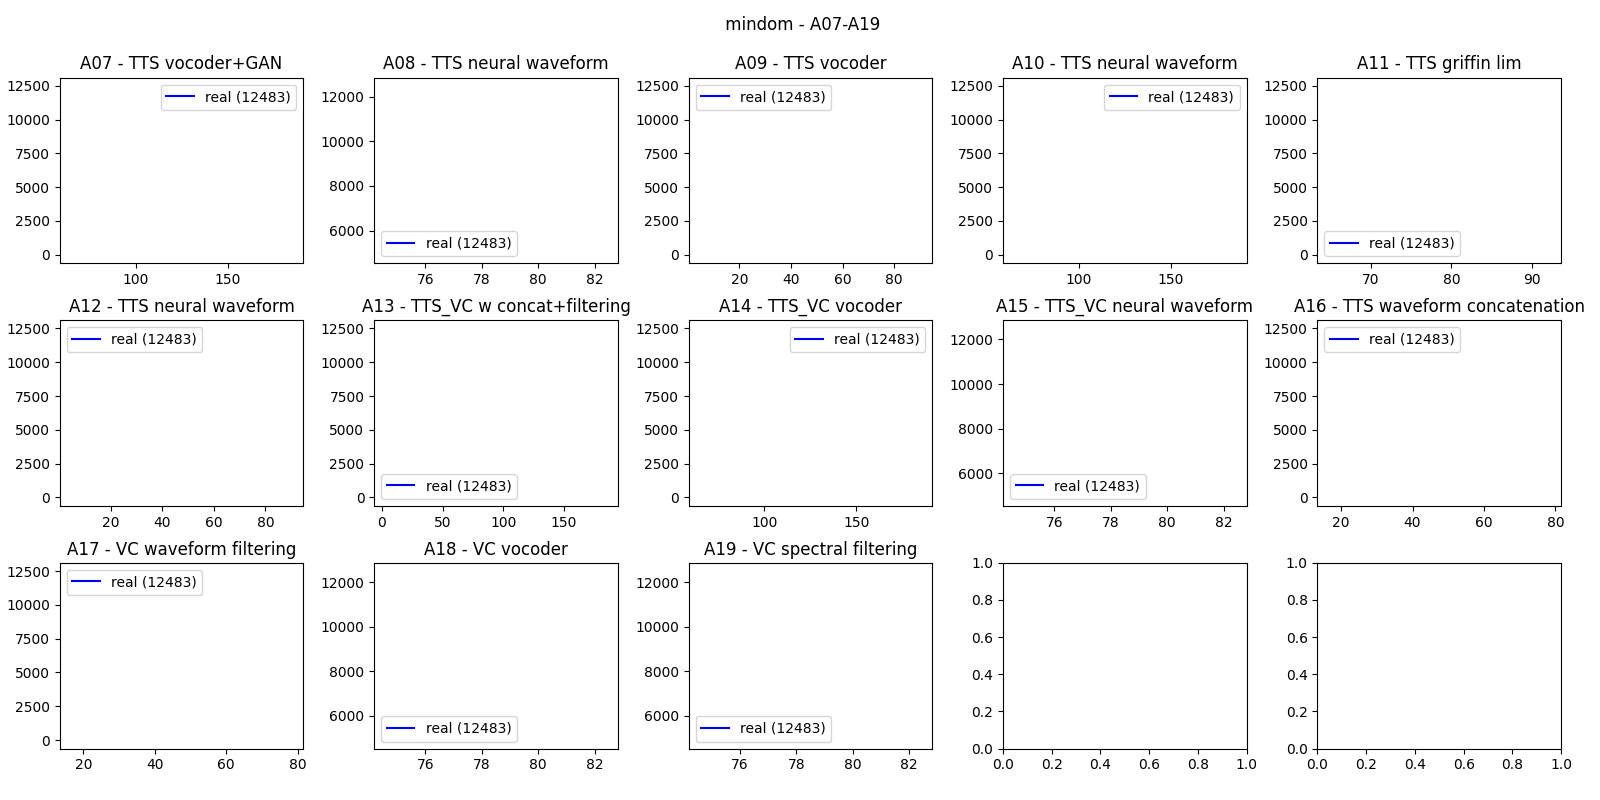 mindom - A07-A19
A07 - TTS vocoder+GAN
12500
10000
7500
5000
2500
0
100 150
real (12483)
A08 - TTS neural waveform
12000
10000
8000
6000
76 78 80 82
real (12483)
A09 - TTS vocoder
12500
10000
7500
5000
2500
0
20 40 60 80
real (12483)
A10 - TTS neural waveform
12500
10000
7500
5000
2500
0
100 150
real (12483)
A11 - TTS griffin lim
12500
10000
7500
5000
2500
0
70 80 90
real (12483)
A12 - TTS neural waveform
12500
10000
7500
5000
2500
0
20 40 60 80
real (12483)
A13 - TTS_VC w concat+filtering
12500
10000
7500
5000
2500
0
0 50 100 150
real (12483)
A14 - TTS_VC vocoder
12500
10000
7500
5000
2500
0
100 150
real (12483)
A15 - TTS_VC neural waveform
12000
10000
8000
6000
76 78 80 82
real (12483)
A16 - TTS waveform concatenation
12500
10000
7500
5000
2500
0
20 40 60 80
real (12483)
A17 - VC waveform filtering
12500
10000
7500
5000
2500
0
20 40 60 80
real (12483)
A18 - VC vocoder
12000
10000
8000
6000
76 78 80 82
real (12483)
A19 - VC spectral filtering
12000
10000
8000
6000
76 78 80 82
real (12483)
1.0
0.8
0.6
0.4
0.2
0.0
0.0 0.2 0.4 0.6 0.8 1.0
1.0
0.8
0.6
0.4
0.2
0.0
0.0 0.2 0.4 0.6 0.8 1.0